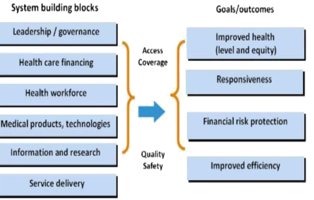 System building blocks
Leadership / governance
Health care financing
Health workforce
Medical products, technologies
Information and research
Service delivery
Access
Coverage
Quality
Safety
Goals/outcomes
Improved health
(level and equity)
Responsiveness
Financial risk protection
Improved efficiency